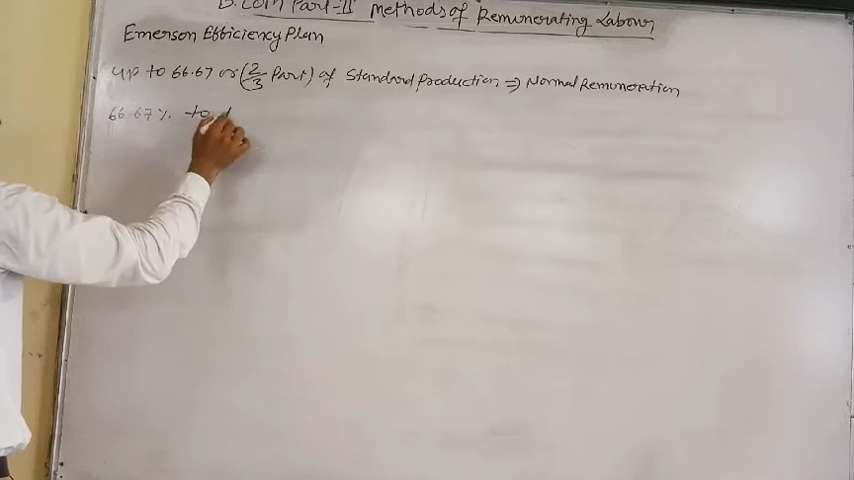 B.Com Part-II Methods of Remunerating Labour
Emerson Efficiency Plan
up to 66.67 or (2/3 Part) of Standard Production ⇒ Normal Remuneration
66.67% to